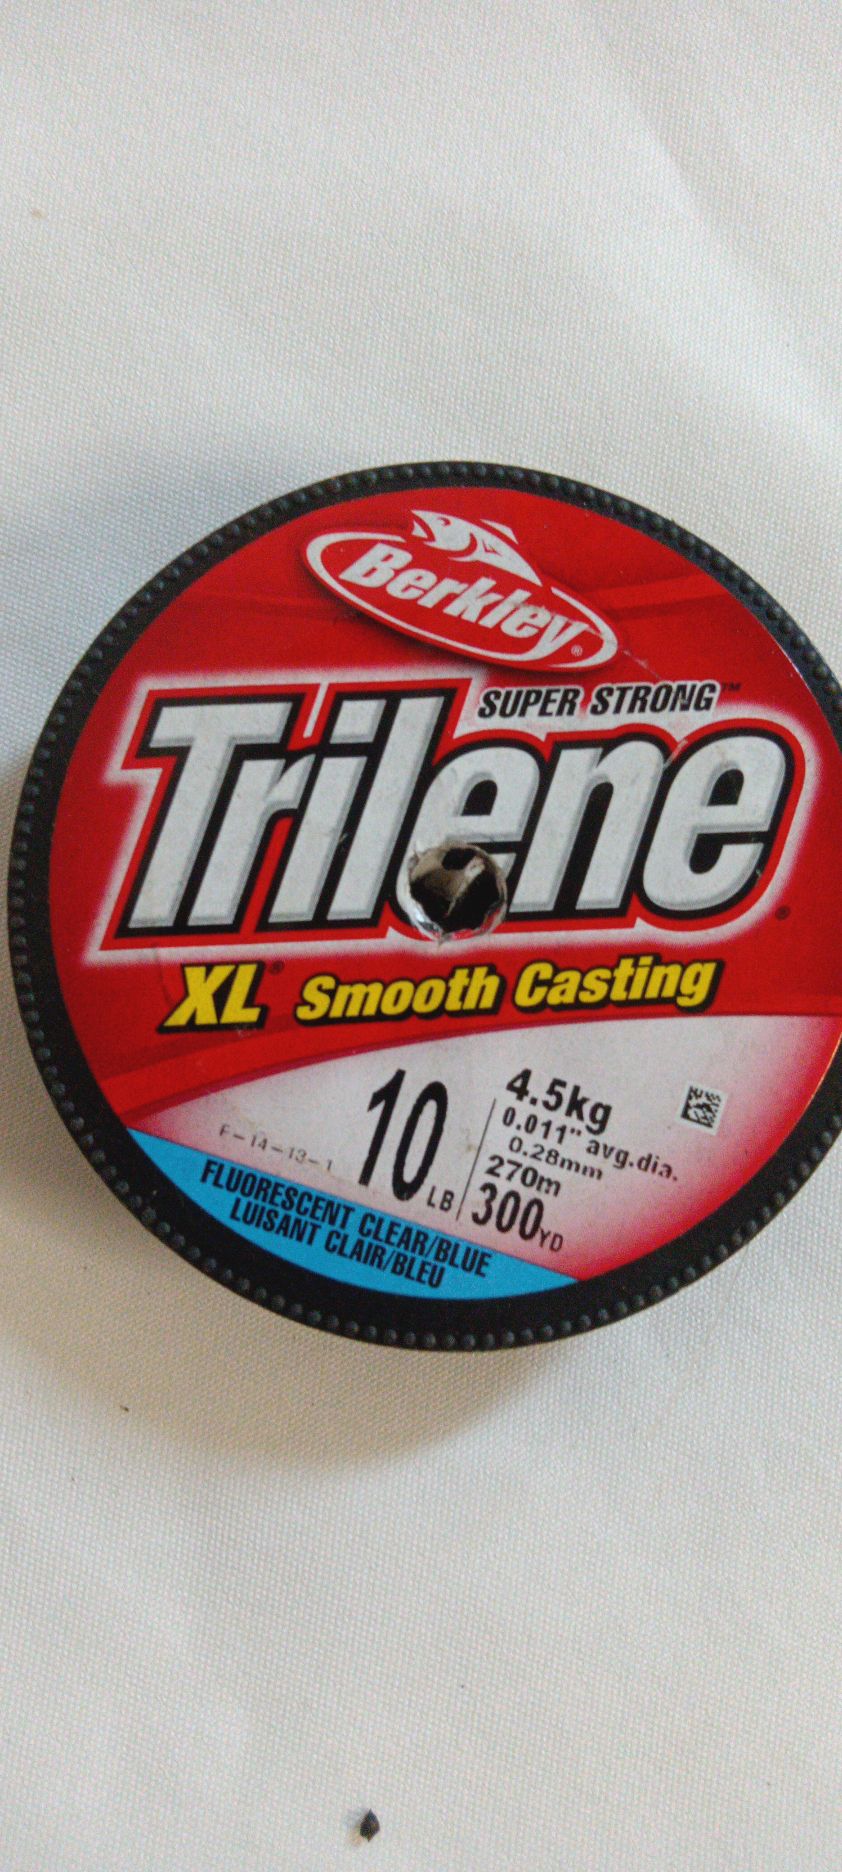 Berkley®
SUPER STRONG™
Trilene®
XL® Smooth Casting
10 LB
4.5kg
0.011" avg.dia.
0.28mm
270m
300YD
F-14-13-1
FLUORESCENT CLEAR/BLUE
LUISANT CLAIR/BLEU